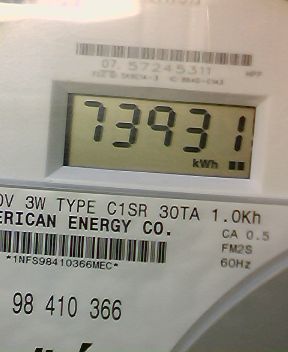 07 57245311
73931
kWh
0V 3W TYPE C1SR 30TA 1.0Kh
ERICAN ENERGY CO.
CA 0.5
FM2S
*1NFS98410366MEC*
60Hz
98 410 366